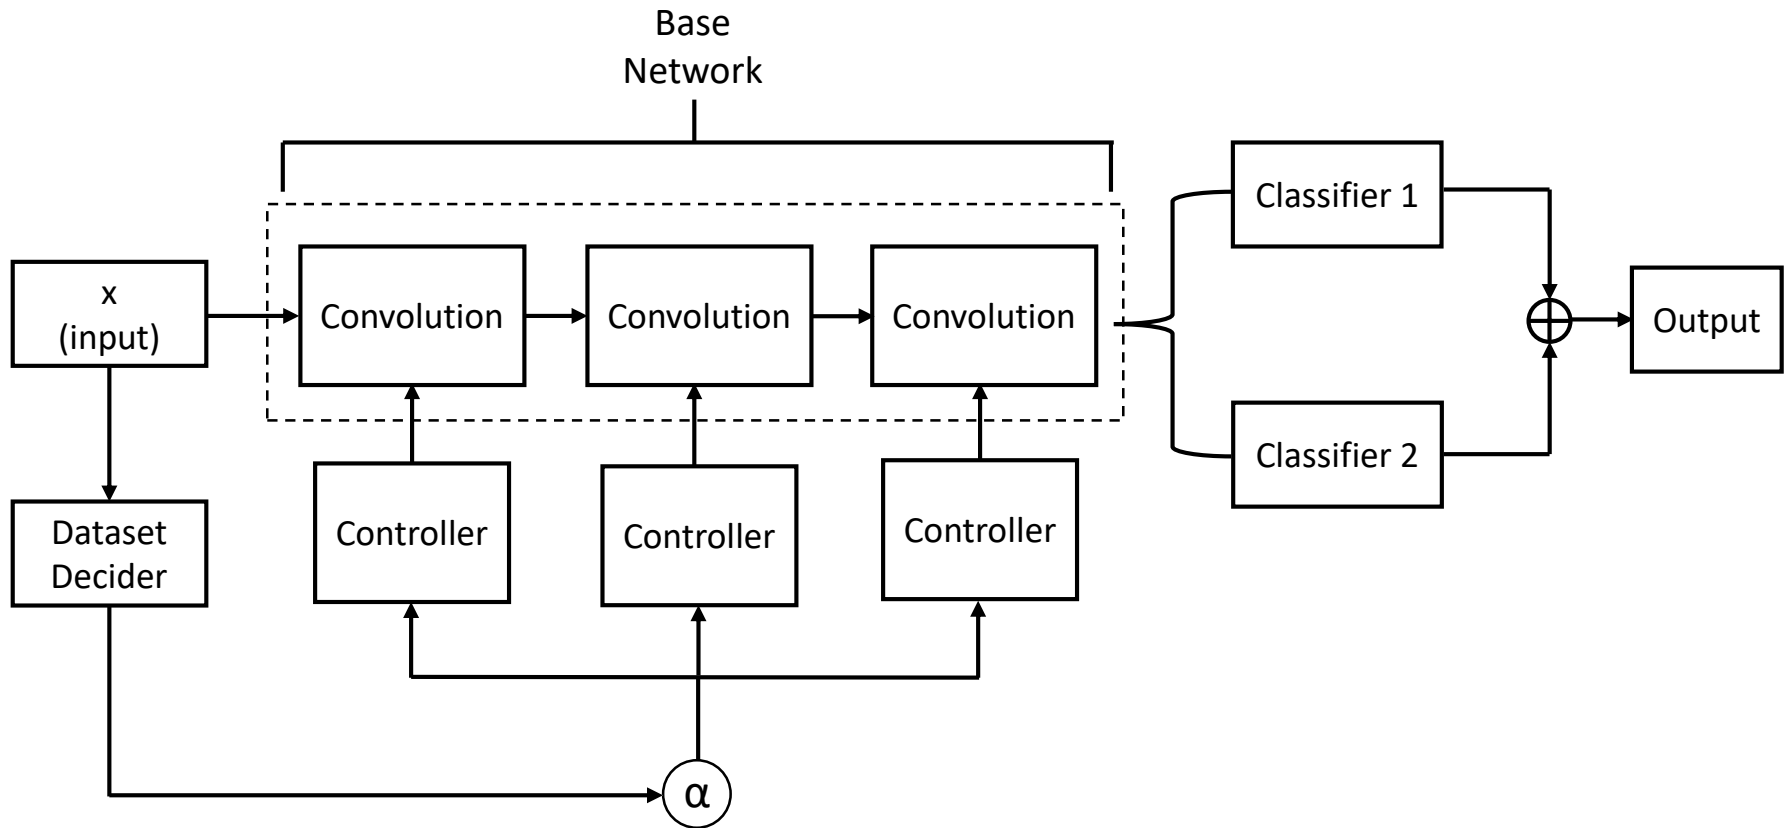 Base
Network
Classifier 1
x
(input)
Convolution
Convolution
Convolution
Output
Classifier 2
Dataset
Decider
Controller
Controller
Controller
α